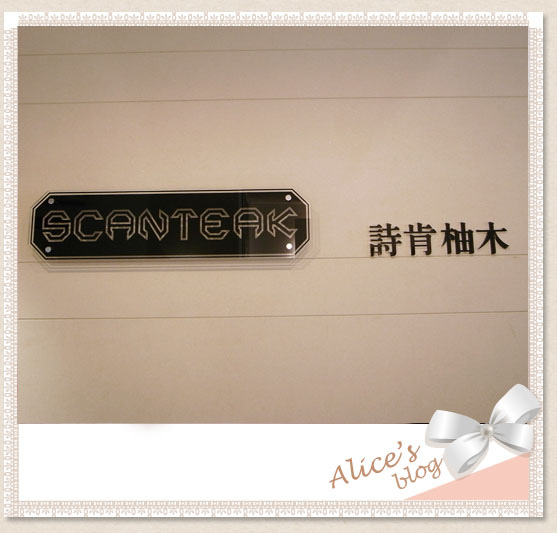 SCANTEAK
詩肯柚木
Alice's
blog